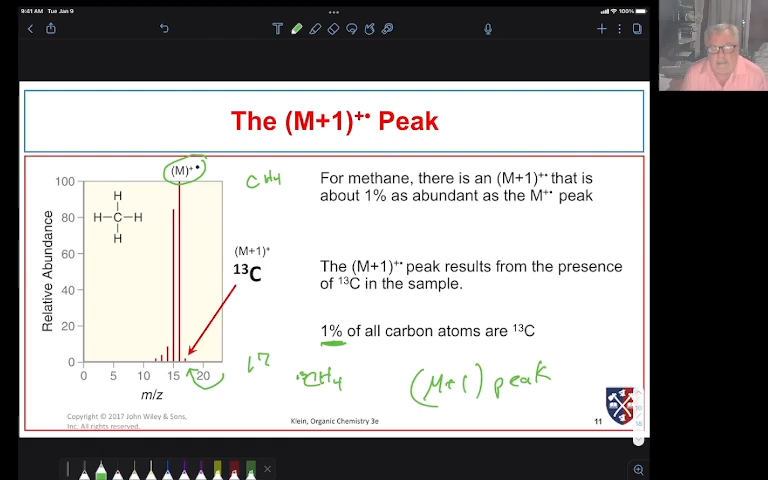 9:41 AM Tue Jan 9
100%
The (M+1)⁺• Peak
(M)⁺•
CH4
For methane, there is an (M+1)⁺• that is
about 1% as abundant as the M⁺• peak
100
80
60
40
20
0
Relative Abundance
H
H–C–H
H
(M+1)⁺
¹³C
The (M+1)⁺• peak results from the presence
of ¹³C in the sample.
1% of all carbon atoms are ¹³C
17
(M+1) peak
0 5 10 15 20
m/z
Copyright © 2017 John Wiley & Sons,
Inc. All rights reserved.
Klein, Organic Chemistry 3e
11